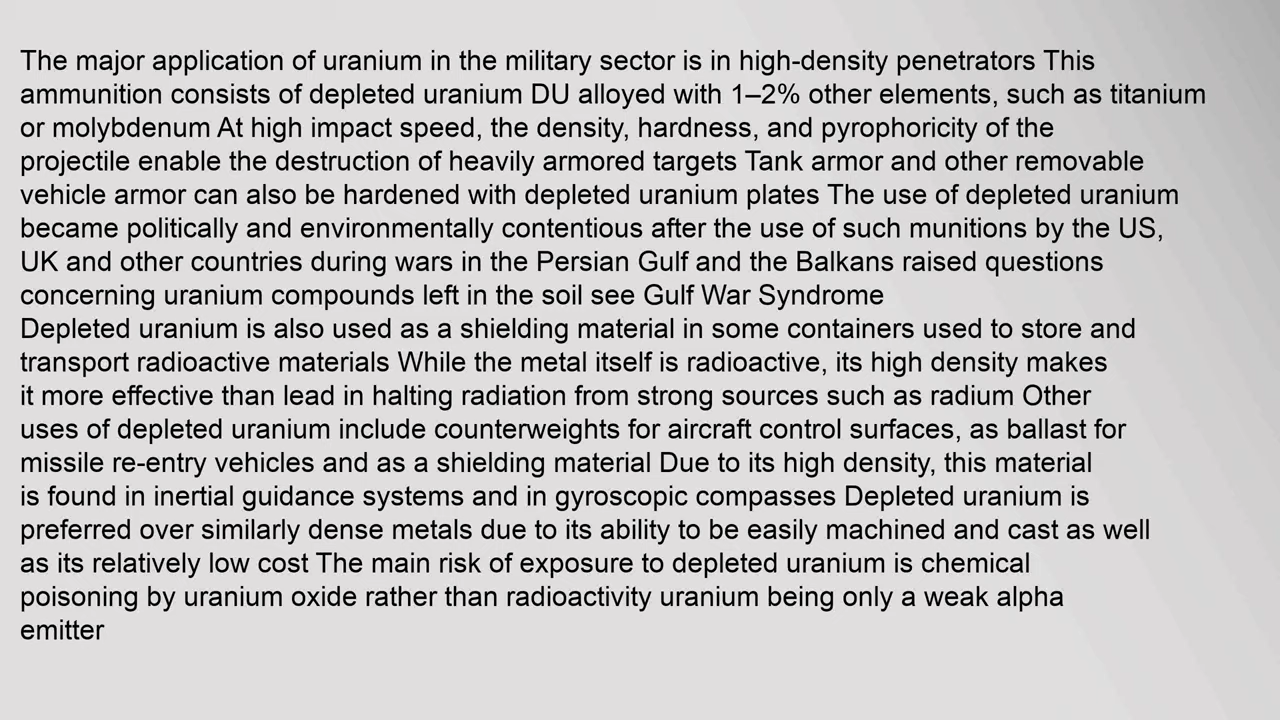 The major application of uranium in the military sector is in high-density penetrators This
ammunition consists of depleted uranium DU alloyed with 1–2% other elements, such as titanium
or molybdenum At high impact speed, the density, hardness, and pyrophoricity of the
projectile enable the destruction of heavily armored targets Tank armor and other removable
vehicle armor can also be hardened with depleted uranium plates The use of depleted uranium
became politically and environmentally contentious after the use of such munitions by the US,
UK and other countries during wars in the Persian Gulf and the Balkans raised questions
concerning uranium compounds left in the soil see Gulf War Syndrome
Depleted uranium is also used as a shielding material in some containers used to store and
transport radioactive materials While the metal itself is radioactive, its high density makes
it more effective than lead in halting radiation from strong sources such as radium Other
uses of depleted uranium include counterweights for aircraft control surfaces, as ballast for
missile re-entry vehicles and as a shielding material Due to its high density, this material
is found in inertial guidance systems and in gyroscopic compasses Depleted uranium is
preferred over similarly dense metals due to its ability to be easily machined and cast as well
as its relatively low cost The main risk of exposure to depleted uranium is chemical
poisoning by uranium oxide rather than radioactivity uranium being only a weak alpha
emitter